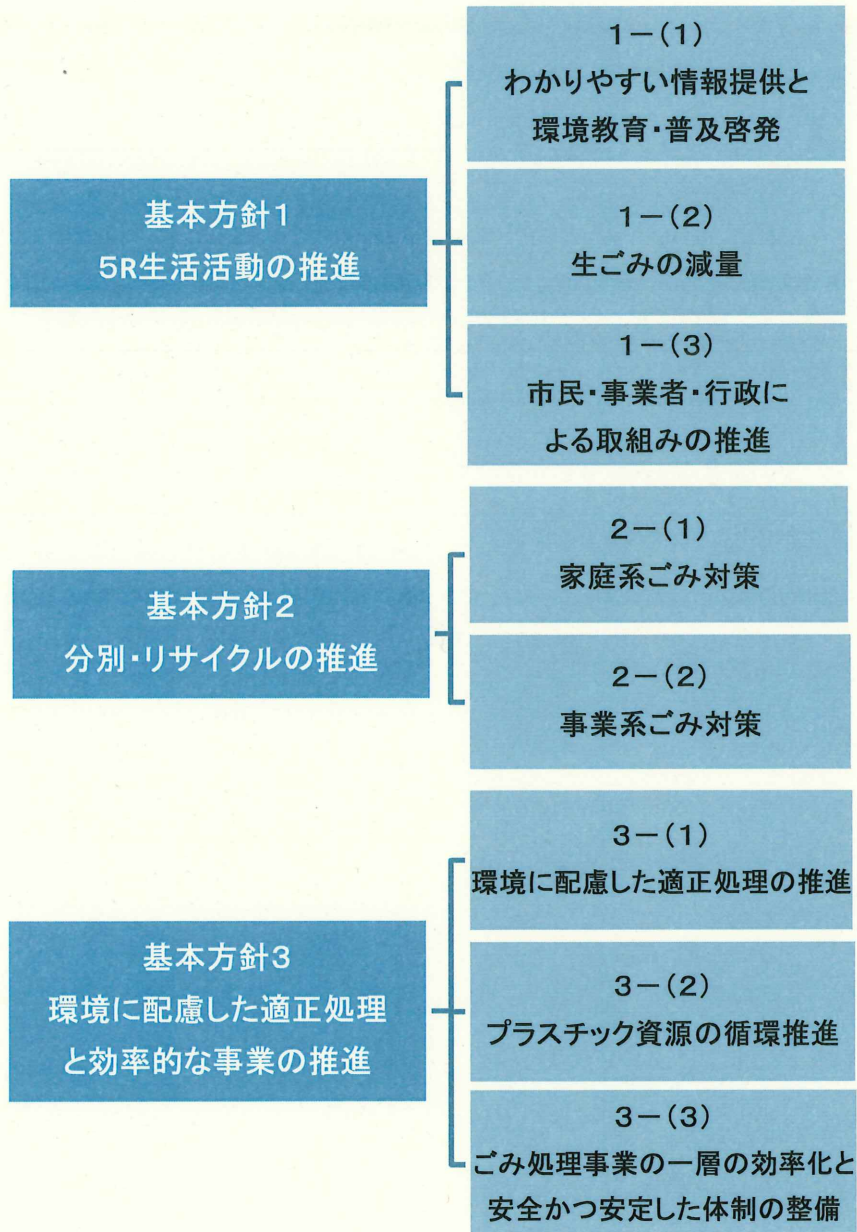 基本方針1
5R生活活動の推進
1-(1)
わかりやすい情報提供と
環境教育・普及啓発
1-(2)
生ごみの減量
1-(3)
市民・事業者・行政に
よる取組みの推進
基本方針2
分別・リサイクルの推進
2-(1)
家庭系ごみ対策
2-(2)
事業系ごみ対策
基本方針3
環境に配慮した適正処理
と効率的な事業の推進
3-(1)
環境に配慮した適正処理の推進
3-(2)
プラスチック資源の循環推進
3-(3)
ごみ処理事業の一層の効率化と
安全かつ安定した体制の整備